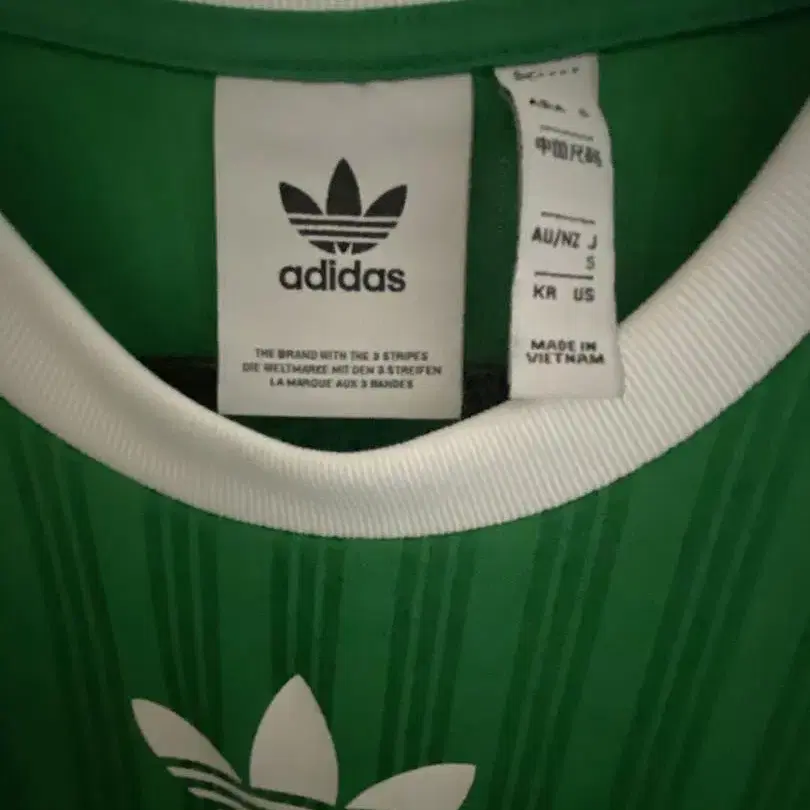 adidas
THE BRAND WITH THE 3 STRIPES
DIE WELTMARKE MIT DEN 3 STREIFEN
LA MARQUE AUX 3 BANDES
中国尺码
AU/NZ J
S
KR US
MADE IN
VIETNAM